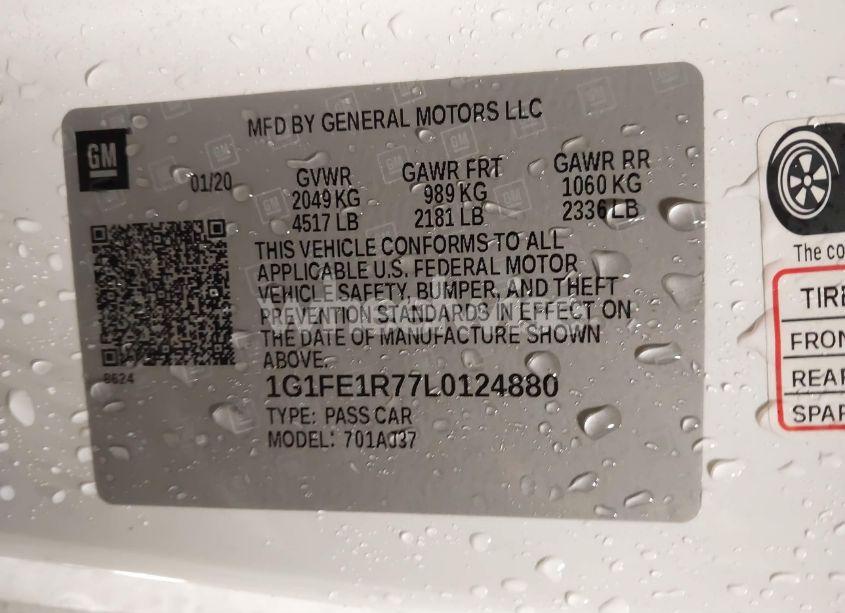 MFD BY GENERAL MOTORS LLC
GM
01/20
GVWR GAWR FRT GAWR RR
2049 KG 989 KG 1060 KG
4517 LB 2181 LB 2336 LB
THIS VEHICLE CONFORMS TO ALL
APPLICABLE U.S. FEDERAL MOTOR
VEHICLE SAFETY, BUMPER, AND THEFT
PREVENTION STANDARDS IN EFFECT ON
THE DATE OF MANUFACTURE SHOWN
ABOVE.
8624
1G1FE1R77L0124880
TYPE: PASS CAR
MODEL: 701AJ37
The co
TIRE
FRON
REAR
SPAR